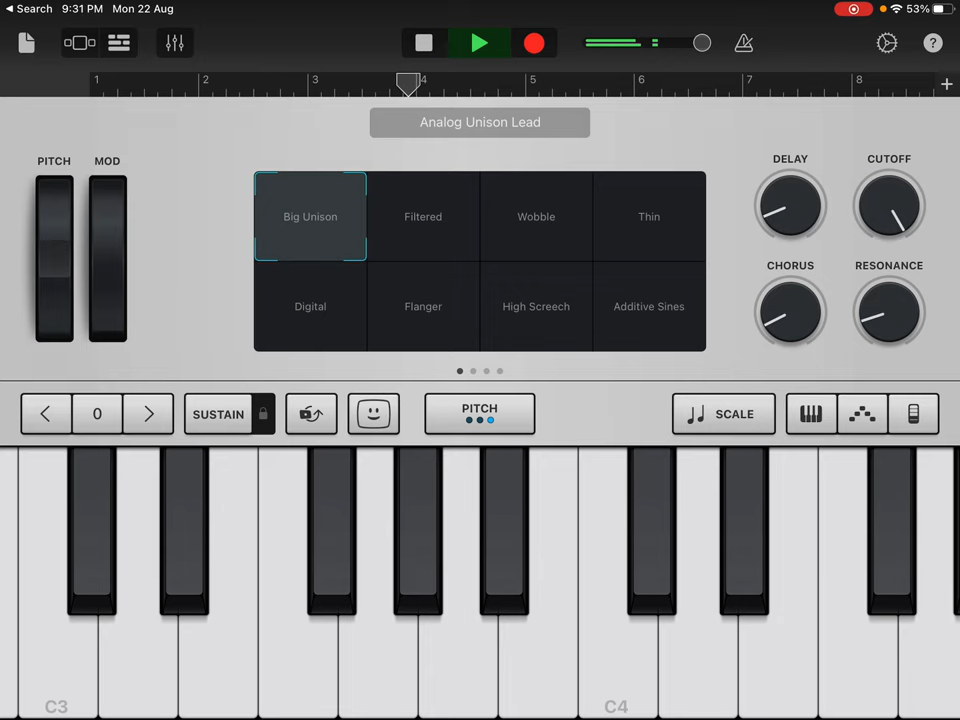 Search 9:31 PM Mon 22 Aug 53%
?
1 2 3 4 5 6 7 8 +
Analog Unison Lead
PITCH MOD DELAY CUTOFF
Big Unison Filtered Wobble Thin
CHORUS RESONANCE
Digital Flanger High Screech Additive Sines
0 SUSTAIN PITCH SCALE
C3 C4